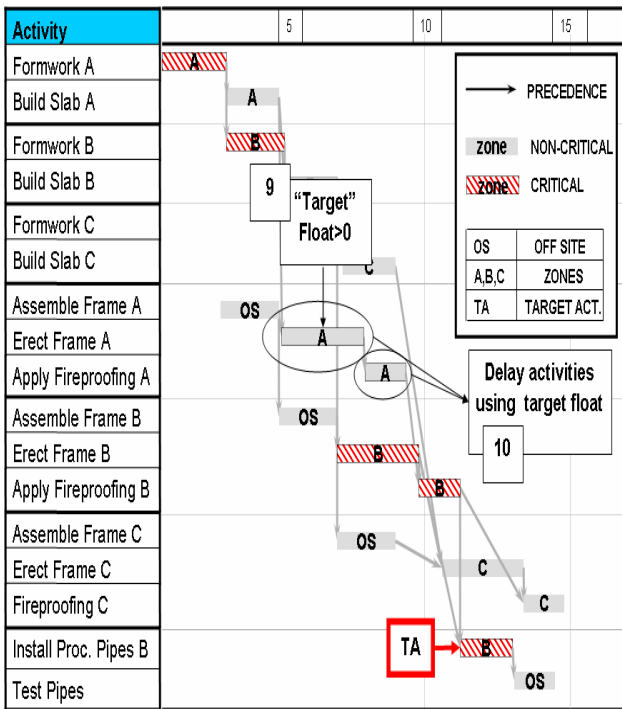 Activity 5 10 15
Formwork A A
Build Slab A A
Formwork B B
Build Slab B
Formwork C
Build Slab C C
Assemble Frame A OS
Erect Frame A A
Apply Fireproofing A A
Assemble Frame B OS
Erect Frame B B
Apply Fireproofing B B
Assemble Frame C OS
Erect Frame C C
Fireproofing C C
Install Proc. Pipes B B
Test Pipes OS
9
“Target”
Float>0
PRECEDENCE
zone NON-CRITICAL
zone CRITICAL
OS OFF SITE
A,B,C ZONES
TA TARGET ACT.
Delay activities
using target float
10
TA